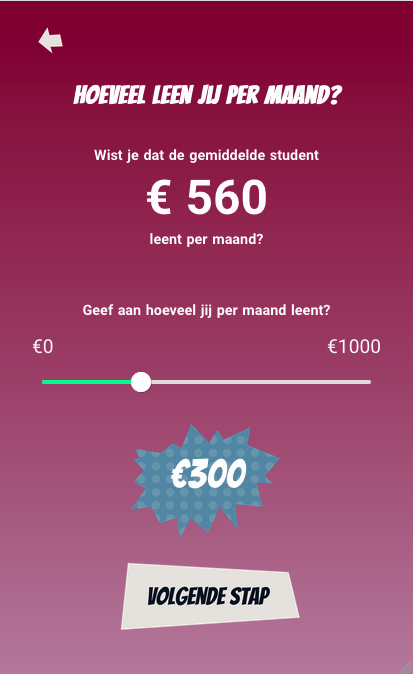 HOEVEEL LEEN JIJ PER MAAND?
Wist je dat de gemiddelde student
€ 560
leent per maand?
Geef aan hoeveel jij per maand leent?
€0 €1000
€300
VOLGENDE STAP